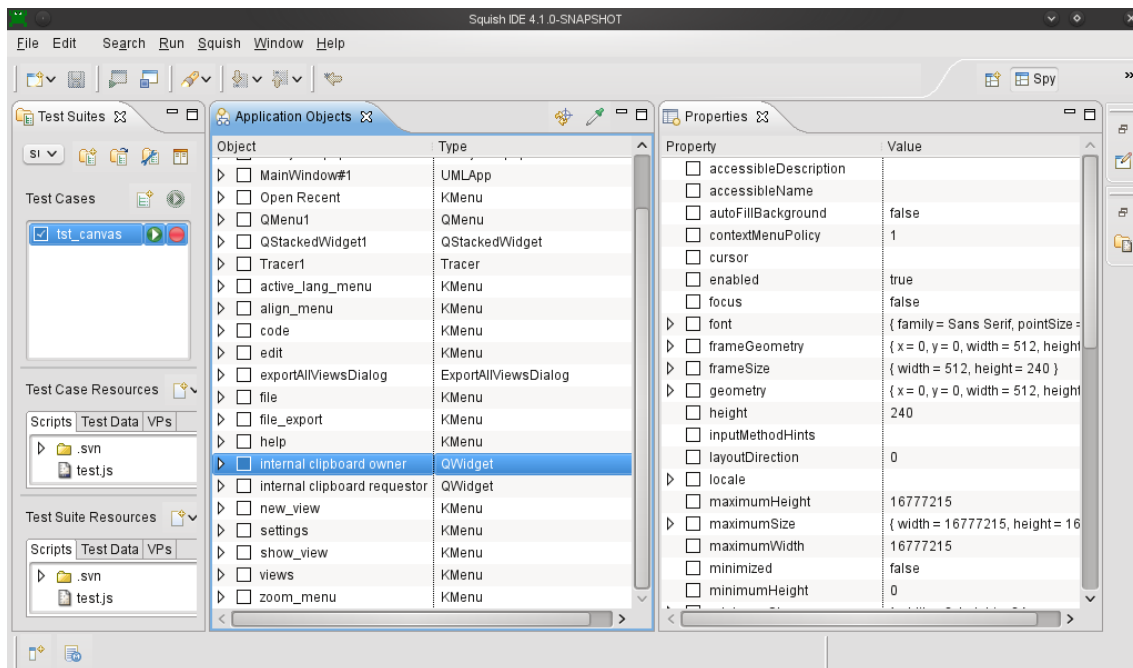 Squish IDE 4.1.0-SNAPSHOT
File Edit Search Run Squish Window Help
Spy
Test Suites
SI
Test Cases
tst_canvas
Test Case Resources
Scripts Test Data VPs
.svn
test.js
Test Suite Resources
Scripts Test Data VPs
.svn
test.js
Application Objects
Object Type
MainWindow#1 UMLApp
Open Recent KMenu
QMenu1 QMenu
QStackedWidget1 QStackedWidget
Tracer1 Tracer
active_lang_menu KMenu
align_menu KMenu
code KMenu
edit KMenu
exportAllViewsDialog ExportAllViewsDialog
file KMenu
file_export KMenu
help KMenu
internal clipboard owner QWidget
internal clipboard requestor QWidget
new_view KMenu
settings KMenu
show_view KMenu
views KMenu
zoom_menu KMenu
Properties
Property Value
accessibleDescription
accessibleName
autoFillBackground false
contextMenuPolicy 1
cursor
enabled true
focus false
font { family = Sans Serif, pointSize =
frameGeometry { x = 0, y = 0, width = 512, height
frameSize { width = 512, height = 240 }
geometry { x = 0, y = 0, width = 512, height
height 240
inputMethodHints
layoutDirection 0
locale
maximumHeight 16777215
maximumSize { width = 16777215, height = 16
maximumWidth 16777215
minimized false
minimumHeight 0